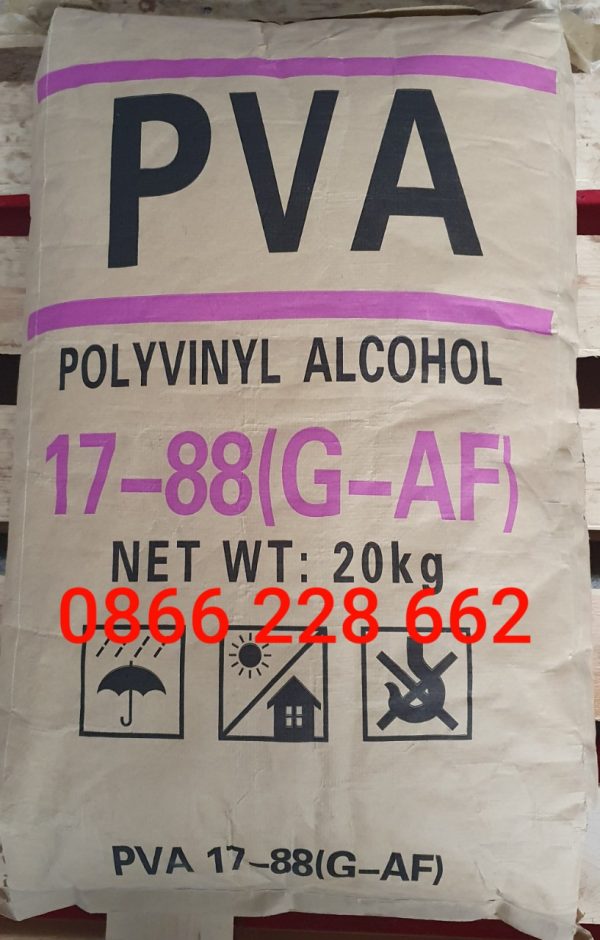 PVA
POLYVINYL ALCOHOL
17-88(G-AF)
NET WT: 20kg
0866 228 662
PVA 17-88(G-AF)